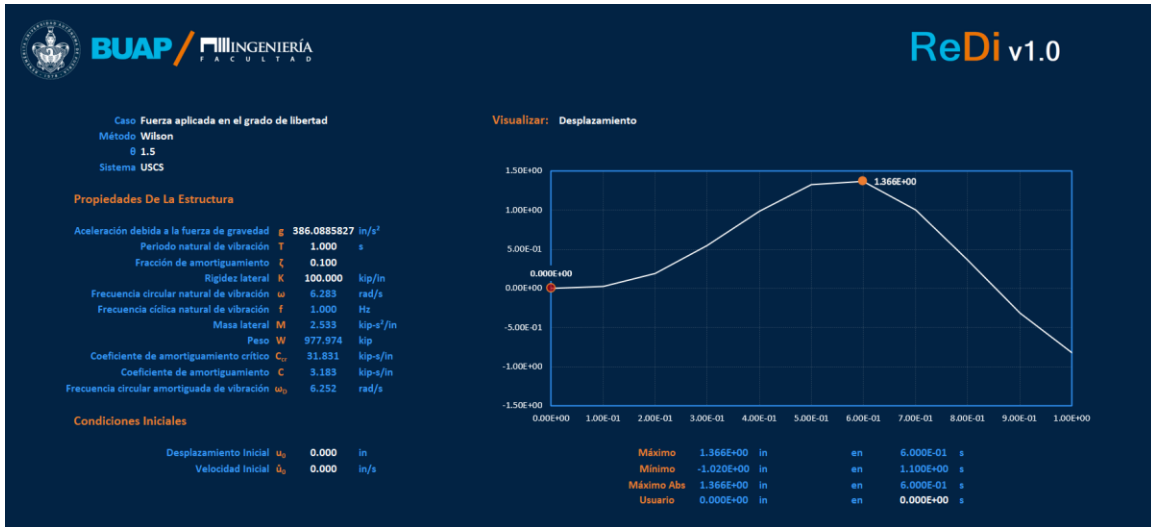 BUAP / INGENIERÍA
FACULTAD
ReDi v1.0
Caso Fuerza aplicada en el grado de libertad
Método Wilson
θ 1.5
Sistema USCS
Propiedades De La Estructura
Aceleración debida a la fuerza de gravedad g 386.0885827 in/s²
Periodo natural de vibración T 1.000 s
Fracción de amortiguamiento ζ 0.100
Rigidez lateral K 100.000 kip/in
Frecuencia circular natural de vibración ω 6.283 rad/s
Frecuencia cíclica natural de vibración f 1.000 Hz
Masa lateral M 2.533 kip-s²/in
Peso W 977.974 kip
Coeficiente de amortiguamiento crítico Ccr 31.831 kip-s/in
Coeficiente de amortiguamiento C 3.183 kip-s/in
Frecuencia circular amortiguada de vibración ωD 6.252 rad/s
Condiciones Iniciales
Desplazamiento Inicial u0 0.000 in
Velocidad Inicial û0 0.000 in/s
Visualizar: Desplazamiento
1.50E+00
1.00E+00
5.00E-01
0.00E+00
-5.00E-01
-1.00E+00
-1.50E+00
1.366E+00
0.000E+00
0.00E+00 1.00E-01 2.00E-01 3.00E-01 4.00E-01 5.00E-01 6.00E-01 7.00E-01 8.00E-01 9.00E-01 1.00E+00
Máximo 1.366E+00 in en 6.000E-01 s
Mínimo -1.020E+00 in en 1.100E+00 s
Máximo Abs 1.366E+00 in en 6.000E-01 s
Usuario 0.000E+00 in en 0.000E+00 s